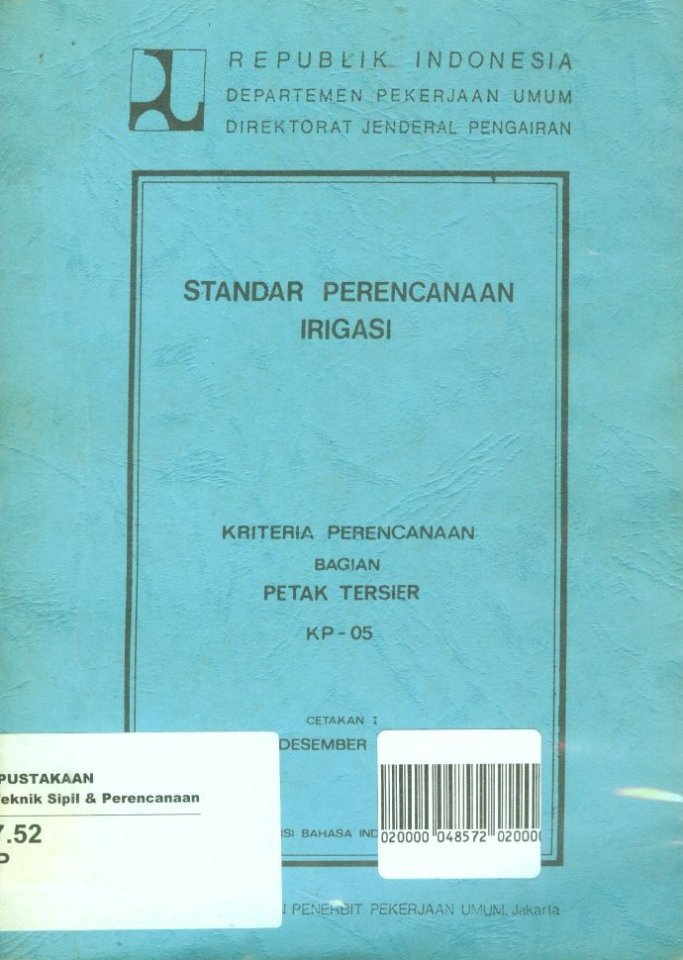 REPUBLIK INDONESIA
DEPARTEMEN PEKERJAAN UMUM
DIREKTORAT JENDERAL PENGAIRAN
STANDAR PERENCANAAN
IRIGASI
KRITERIA PERENCANAAN
BAGIAN
PETAK TERSIER
KP-05
CETAKAN I
DESEMBER
PUSTAKAAN
eknik Sipil & Perencanaan
7.52
P
SI BAHASA IND
020000 048572 020000
PENERBIT PEKERJAAN UMUM, Jakarta